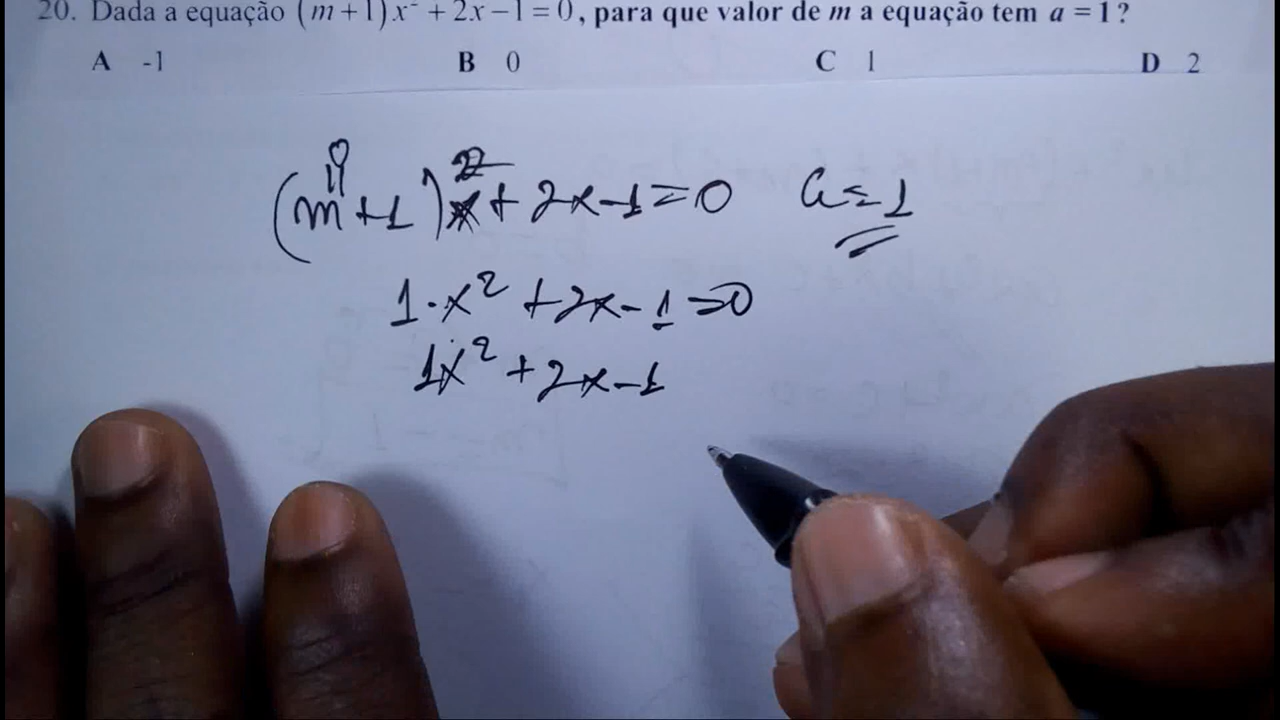 20. Dada a equação (m+1)x²+2x−1=0, para que valor de m a equação tem a = 1?
A -1 B 0 C 1 D 2
0
(m+1)x²+2x-1=0 a=1
1·x²+2x-1=0
1x²+2x-1